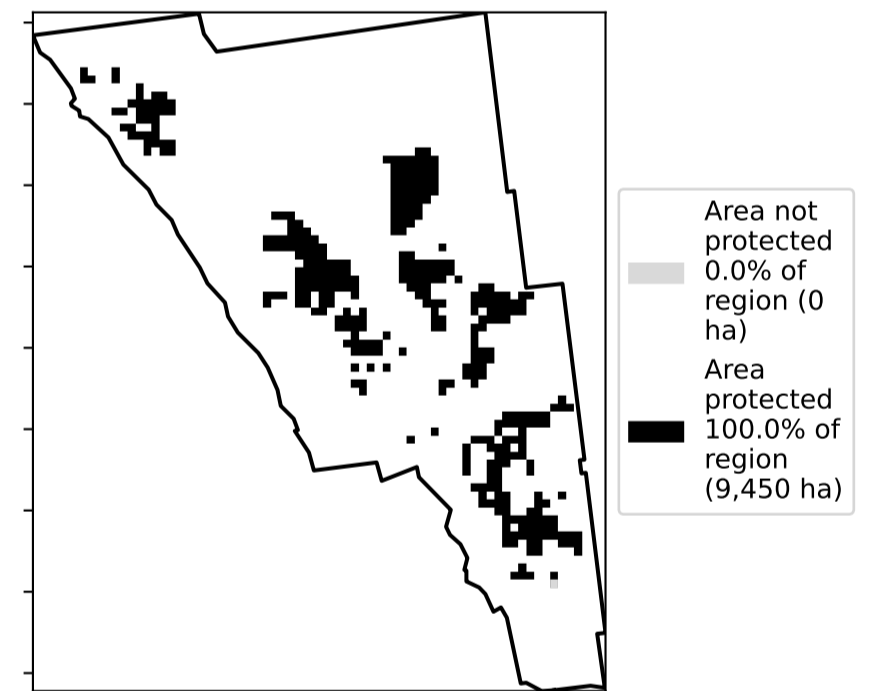 Area not
protected
0.0% of
region (0
ha)
Area
protected
100.0% of
region
(9,450 ha)